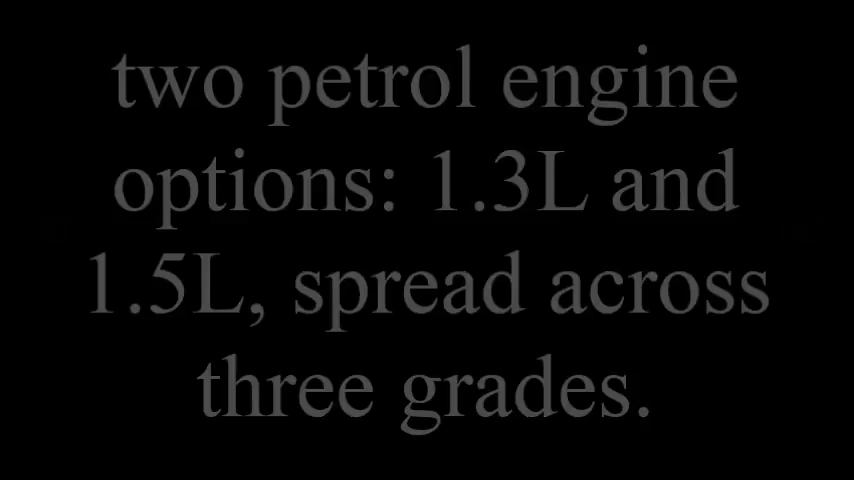 two petrol engine
options: 1.3L and
1.5L, spread across
three grades.